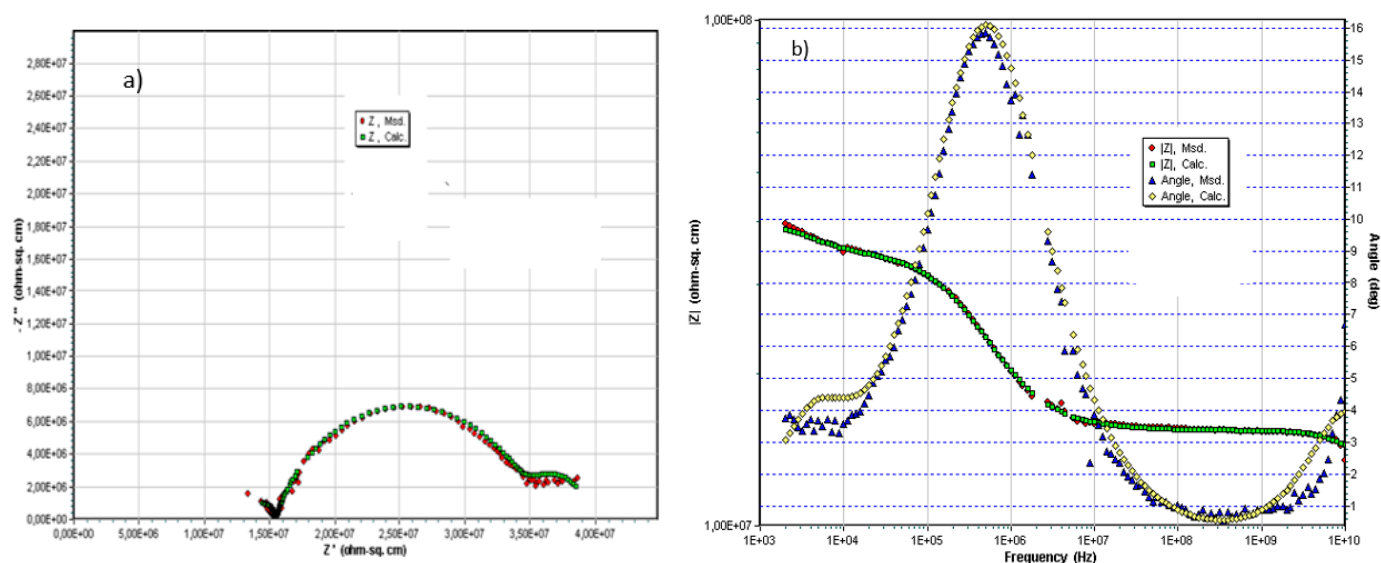 a)
2,80E+07
2,60E+07
2,40E+07
2,20E+07
2,00E+07
1,80E+07
1,60E+07
1,40E+07
1,20E+07
1,00E+07
8,00E+06
6,00E+06
4,00E+06
2,00E+06
0,00E+00
- Z'' (ohm-sq. cm)
Z , Msd.
Z , Calc.
0,00E+00 5,00E+06 1,00E+07 1,50E+07 2,00E+07 2,50E+07 3,00E+07 3,50E+07 4,00E+07
Z ' (ohm-sq. cm)
b)
1,00E+08
1,00E+07
|Z| (ohm-sq. cm)
|Z|, Msd.
|Z|, Calc.
Angle, Msd.
Angle, Calc.
16
15
14
13
12
11
10
9
8
7
6
5
4
3
2
1
Angle (deg)
1E+03 1E+04 1E+05 1E+06 1E+07 1E+08 1E+09 1E+10
Frequency (Hz)